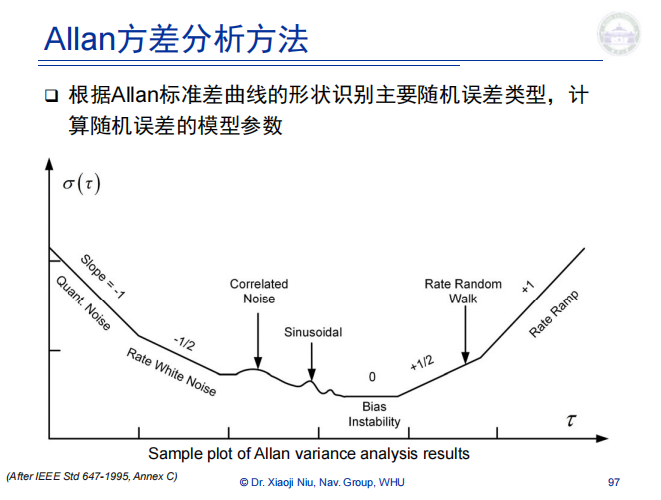 Allan方差分析方法
根据Allan标准差曲线的形状识别主要随机误差类型，计
算随机误差的模型参数
σ(τ)
Slope = -1
Quant. Noise
-1/2
Rate White Noise
Correlated
Noise
Sinusoidal
0
Bias
Instability
+1/2
Rate Random
Walk
+1
Rate Ramp
τ
Sample plot of Allan variance analysis results
(After IEEE Std 647-1995, Annex C)
© Dr. Xiaoji Niu, Nav. Group, WHU
97